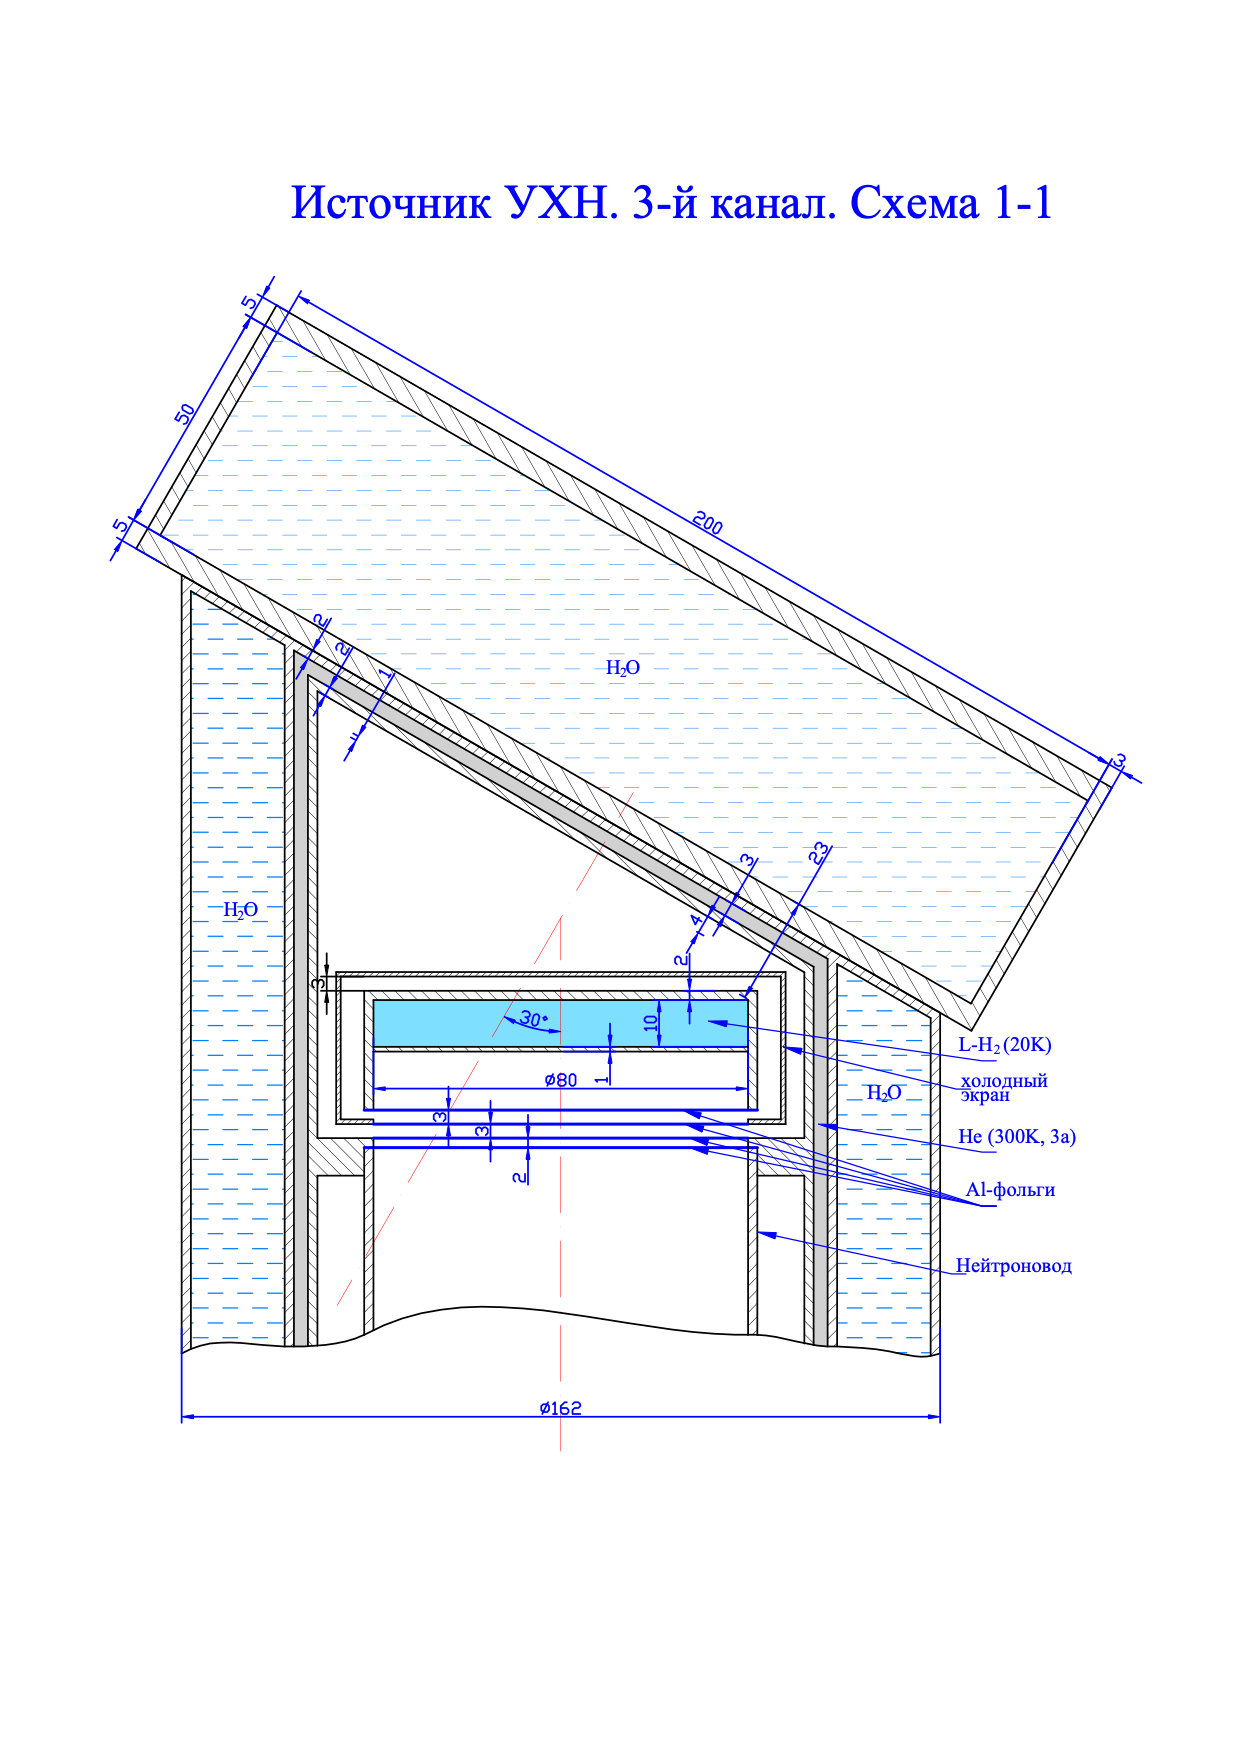 Источник УХН. 3-й канал. Схема 1-1
5
50
5
200
3
2
2
1
H₂O
H₂O
3
23
4
2
3
30°
10
L-H₂ (20K)
ø80
1
холодный
экран
H₂O
3
3
He (300K, 3a)
2
Al-фольги
Нейтроновод
ø162